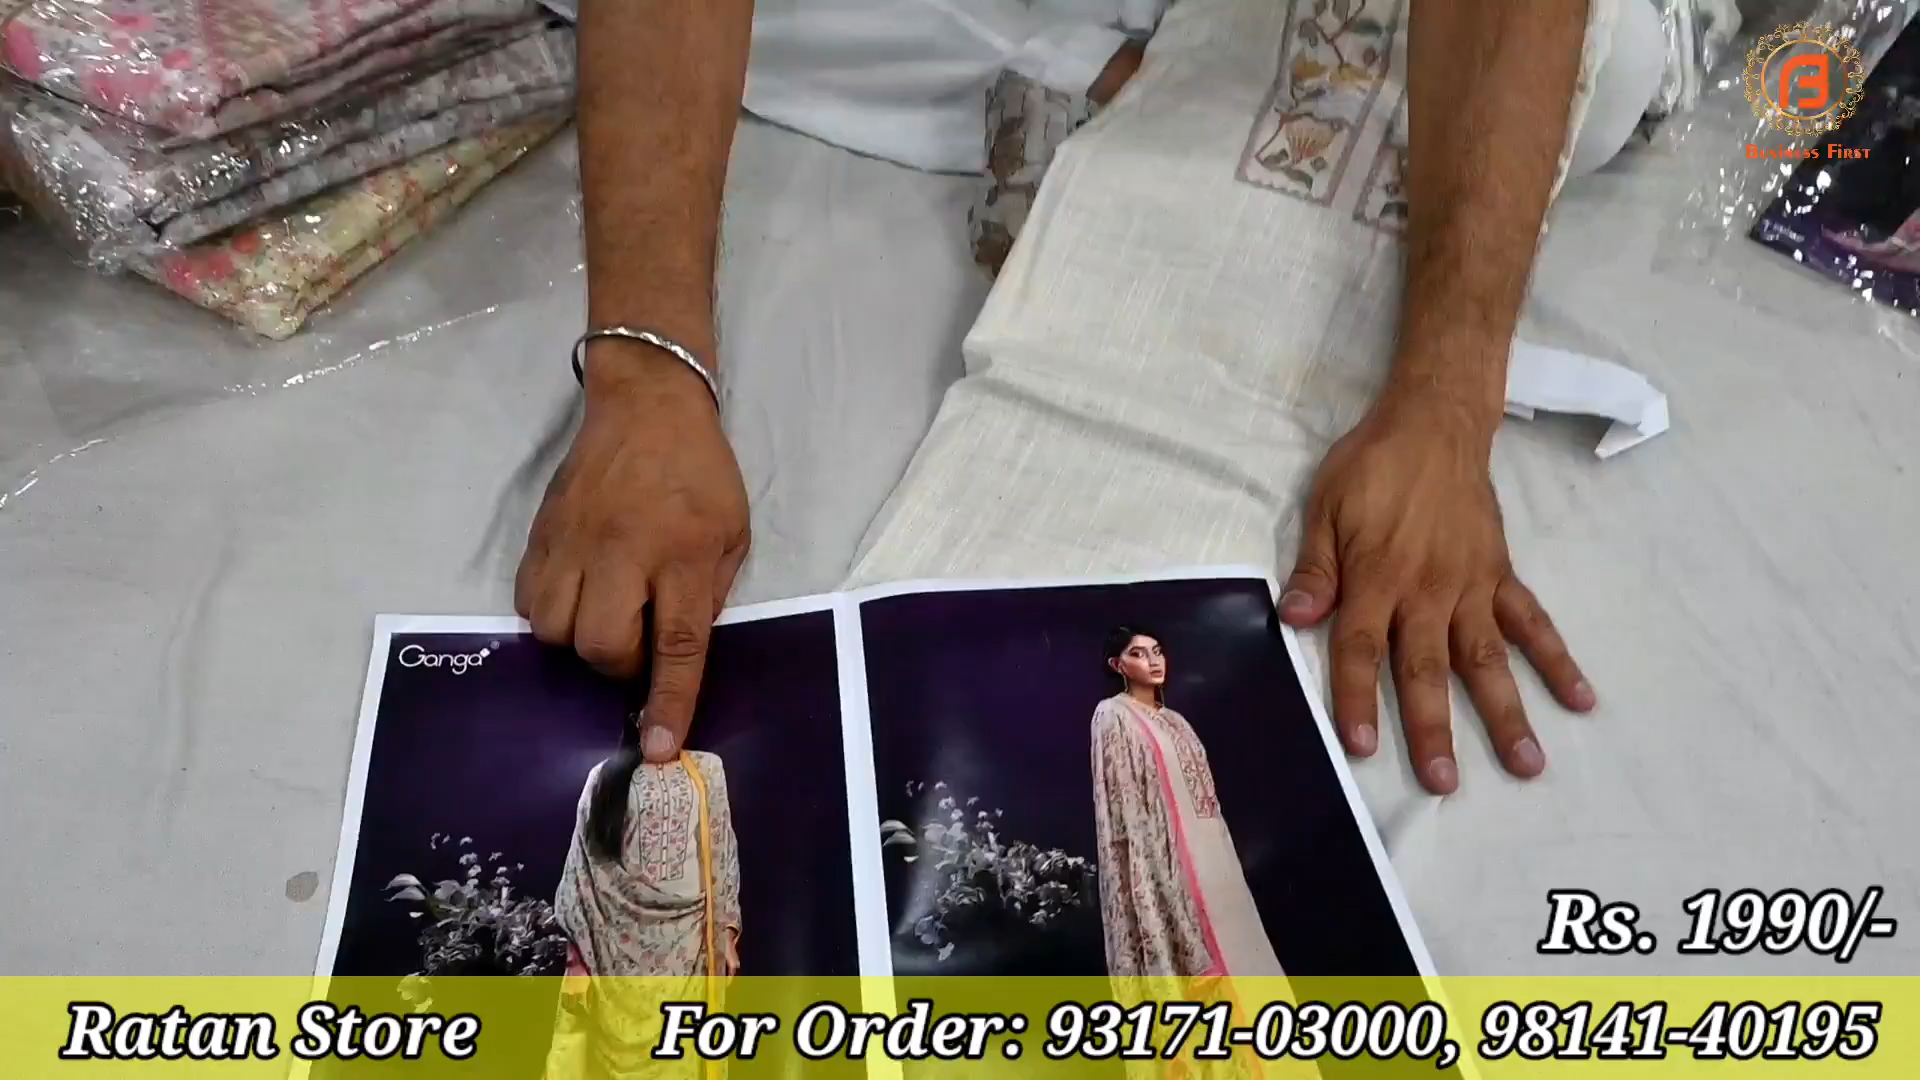 Business First
Ganga
Rs. 1990/-
Ratan Store For Order: 93171-03000, 98141-40195